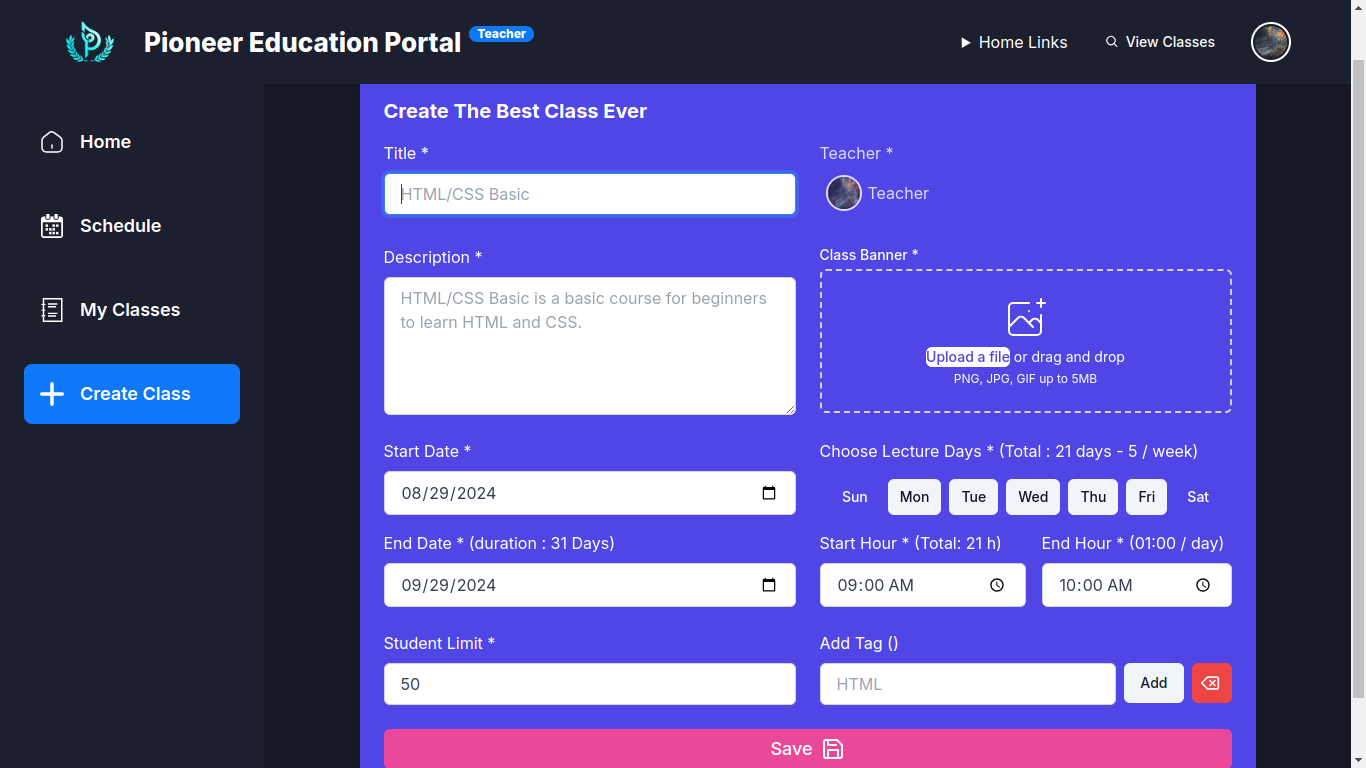 Pioneer Education Portal Teacher
Home Links View Classes
Home
Schedule
My Classes
Create Class
Create The Best Class Ever
Title *
HTML/CSS Basic
Teacher *
Teacher
Description *
HTML/CSS Basic is a basic course for beginners
to learn HTML and CSS.
Class Banner *
Upload a file or drag and drop
PNG, JPG, GIF up to 5MB
Start Date *
08/29/2024
Choose Lecture Days * (Total : 21 days - 5 / week)
Sun Mon Tue Wed Thu Fri Sat
End Date * (duration : 31 Days)
09/29/2024
Start Hour * (Total: 21 h)
09:00 AM
End Hour * (01:00 / day)
10:00 AM
Student Limit *
50
Add Tag ()
HTML
Add
Save